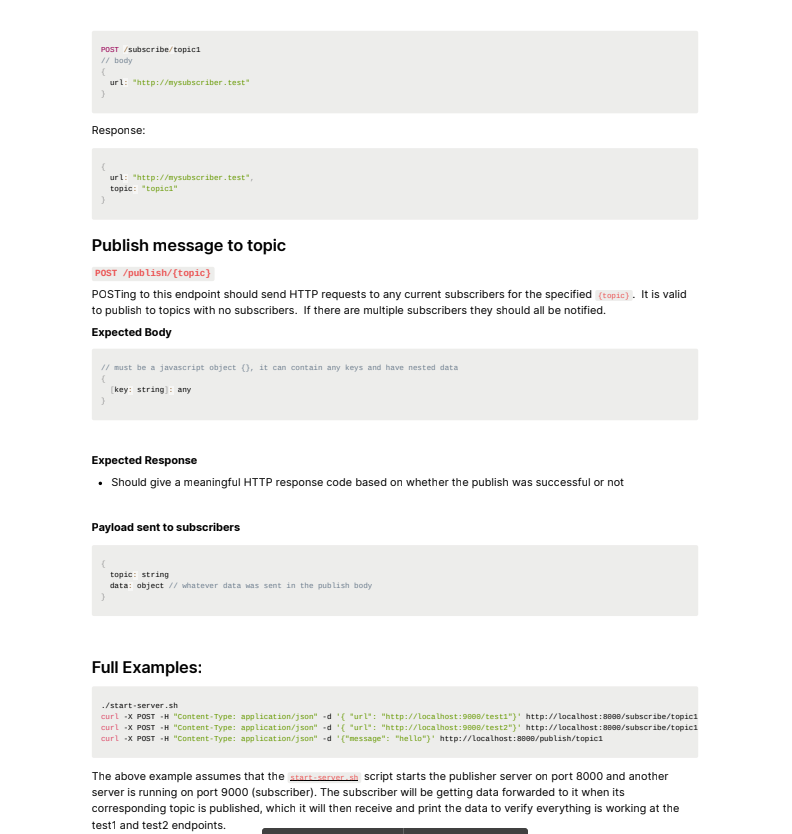 POST /subscribe/topic1
// body
{
  url: "http://mysubscriber.test"
}
Response:
{
  url: "http://mysubscriber.test",
  topic: "topic1"
}
Publish message to topic
POST /publish/{topic}
POSTing to this endpoint should send HTTP requests to any current subscribers for the specified {topic}. It is valid
to publish to topics with no subscribers. If there are multiple subscribers they should all be notified.
Expected Body
// must be a javascript object {}, it can contain any keys and have nested data
{
  [key: string]: any
}
Expected Response
• Should give a meaningful HTTP response code based on whether the publish was successful or not
Payload sent to subscribers
{
  topic: string
  data: object // whatever data was sent in the publish body
}
Full Examples:
./start-server.sh
curl -X POST -H "Content-Type: application/json" -d '{ "url": "http://localhost:9000/test1"}' http://localhost:8000/subscribe/topic1
curl -X POST -H "Content-Type: application/json" -d '{ "url": "http://localhost:9000/test2"}' http://localhost:8000/subscribe/topic1
curl -X POST -H "Content-Type: application/json" -d '{"message": "hello"}' http://localhost:8000/publish/topic1
The above example assumes that the start-server.sh script starts the publisher server on port 8000 and another
server is running on port 9000 (subscriber). The subscriber will be getting data forwarded to it when its
corresponding topic is published, which it will then receive and print the data to verify everything is working at the
test1 and test2 endpoints.